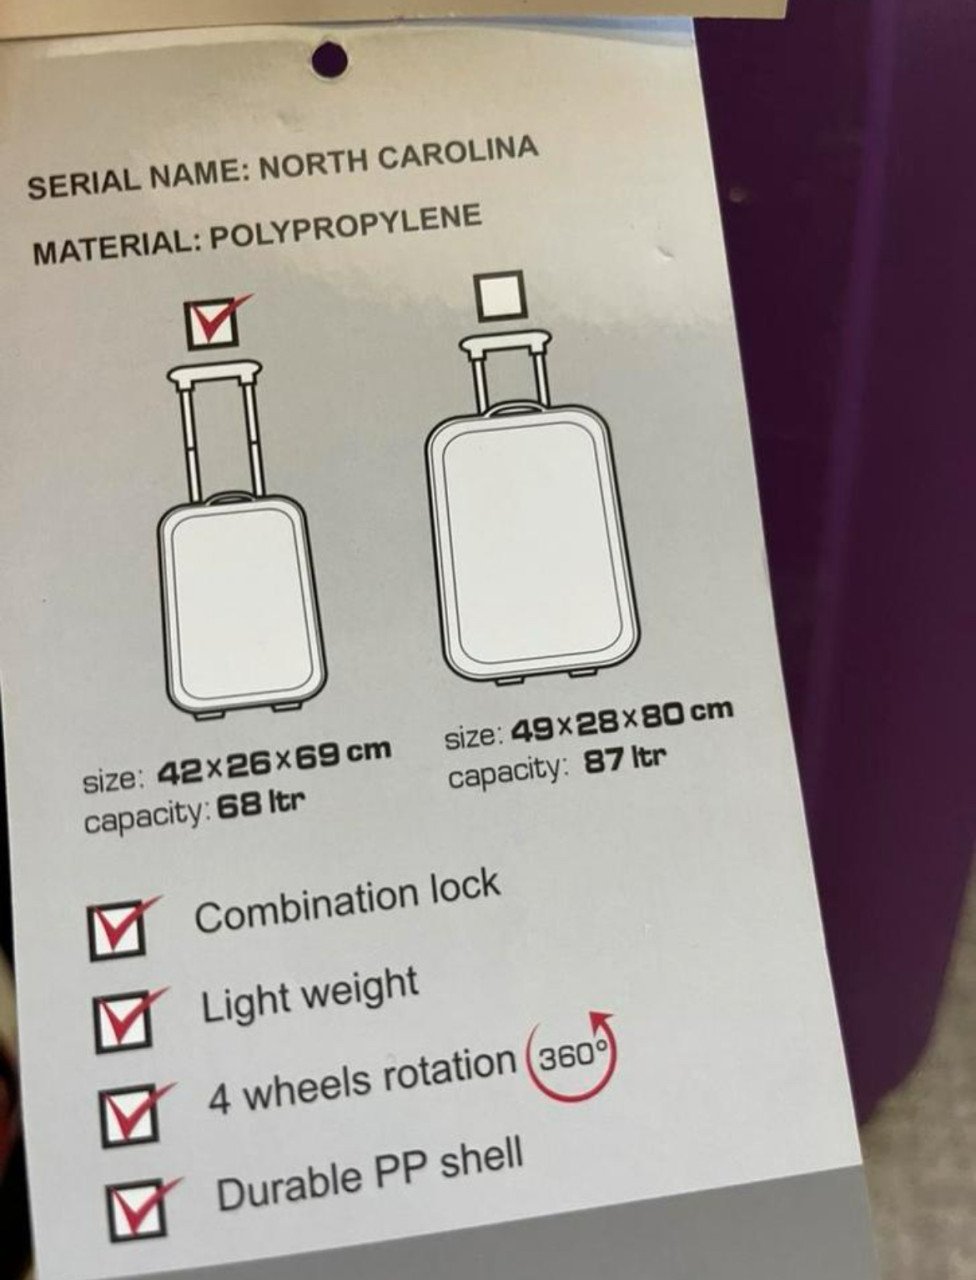 SERIAL NAME: NORTH CAROLINA
MATERIAL: POLYPROPYLENE
size: 42x26x69 cm
capacity: 68 ltr
size: 49x28x80 cm
capacity: 87 ltr
Combination lock
Light weight
4 wheels rotation 360°
Durable PP shell